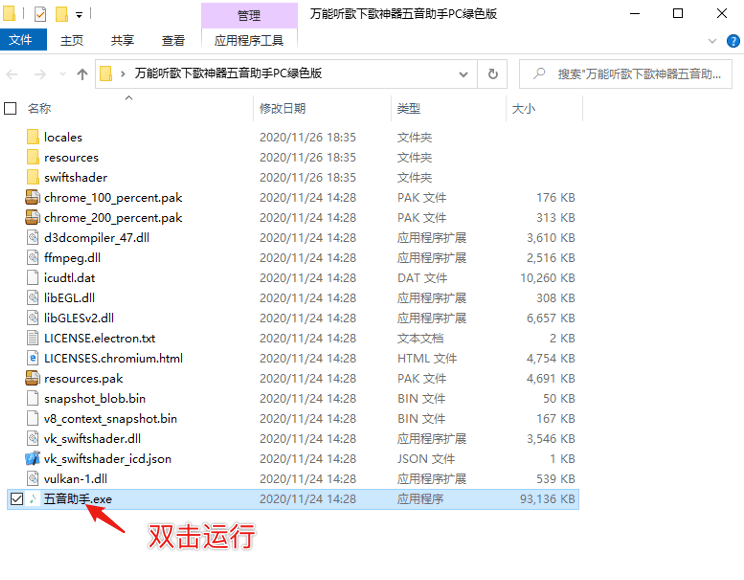 管理
万能听歌下歌神器五音助手PC绿色版
文件
主页
共享
查看
应用程序工具
万能听歌下歌神器五音助手PC绿色版
搜索"万能听歌下歌神器五音助...
名称 修改日期 类型 大小
locales 2020/11/26 18:35 文件夹
resources 2020/11/26 18:35 文件夹
swiftshader 2020/11/26 18:35 文件夹
chrome_100_percent.pak 2020/11/24 14:28 PAK 文件 176 KB
chrome_200_percent.pak 2020/11/24 14:28 PAK 文件 313 KB
d3dcompiler_47.dll 2020/11/24 14:28 应用程序扩展 3,610 KB
ffmpeg.dll 2020/11/24 14:28 应用程序扩展 2,516 KB
icudtl.dat 2020/11/24 14:28 DAT 文件 10,260 KB
libEGL.dll 2020/11/24 14:28 应用程序扩展 308 KB
libGLESv2.dll 2020/11/24 14:28 应用程序扩展 6,657 KB
LICENSE.electron.txt 2020/11/24 14:28 文本文档 2 KB
LICENSES.chromium.html 2020/11/24 14:28 HTML 文件 4,754 KB
resources.pak 2020/11/24 14:28 PAK 文件 4,691 KB
snapshot_blob.bin 2020/11/24 14:28 BIN 文件 50 KB
v8_context_snapshot.bin 2020/11/24 14:28 BIN 文件 167 KB
vk_swiftshader.dll 2020/11/24 14:28 应用程序扩展 3,546 KB
vk_swiftshader_icd.json 2020/11/24 14:28 JSON 文件 1 KB
vulkan-1.dll 2020/11/24 14:28 应用程序扩展 539 KB
五音助手.exe 2020/11/24 14:28 应用程序 93,136 KB
双击运行